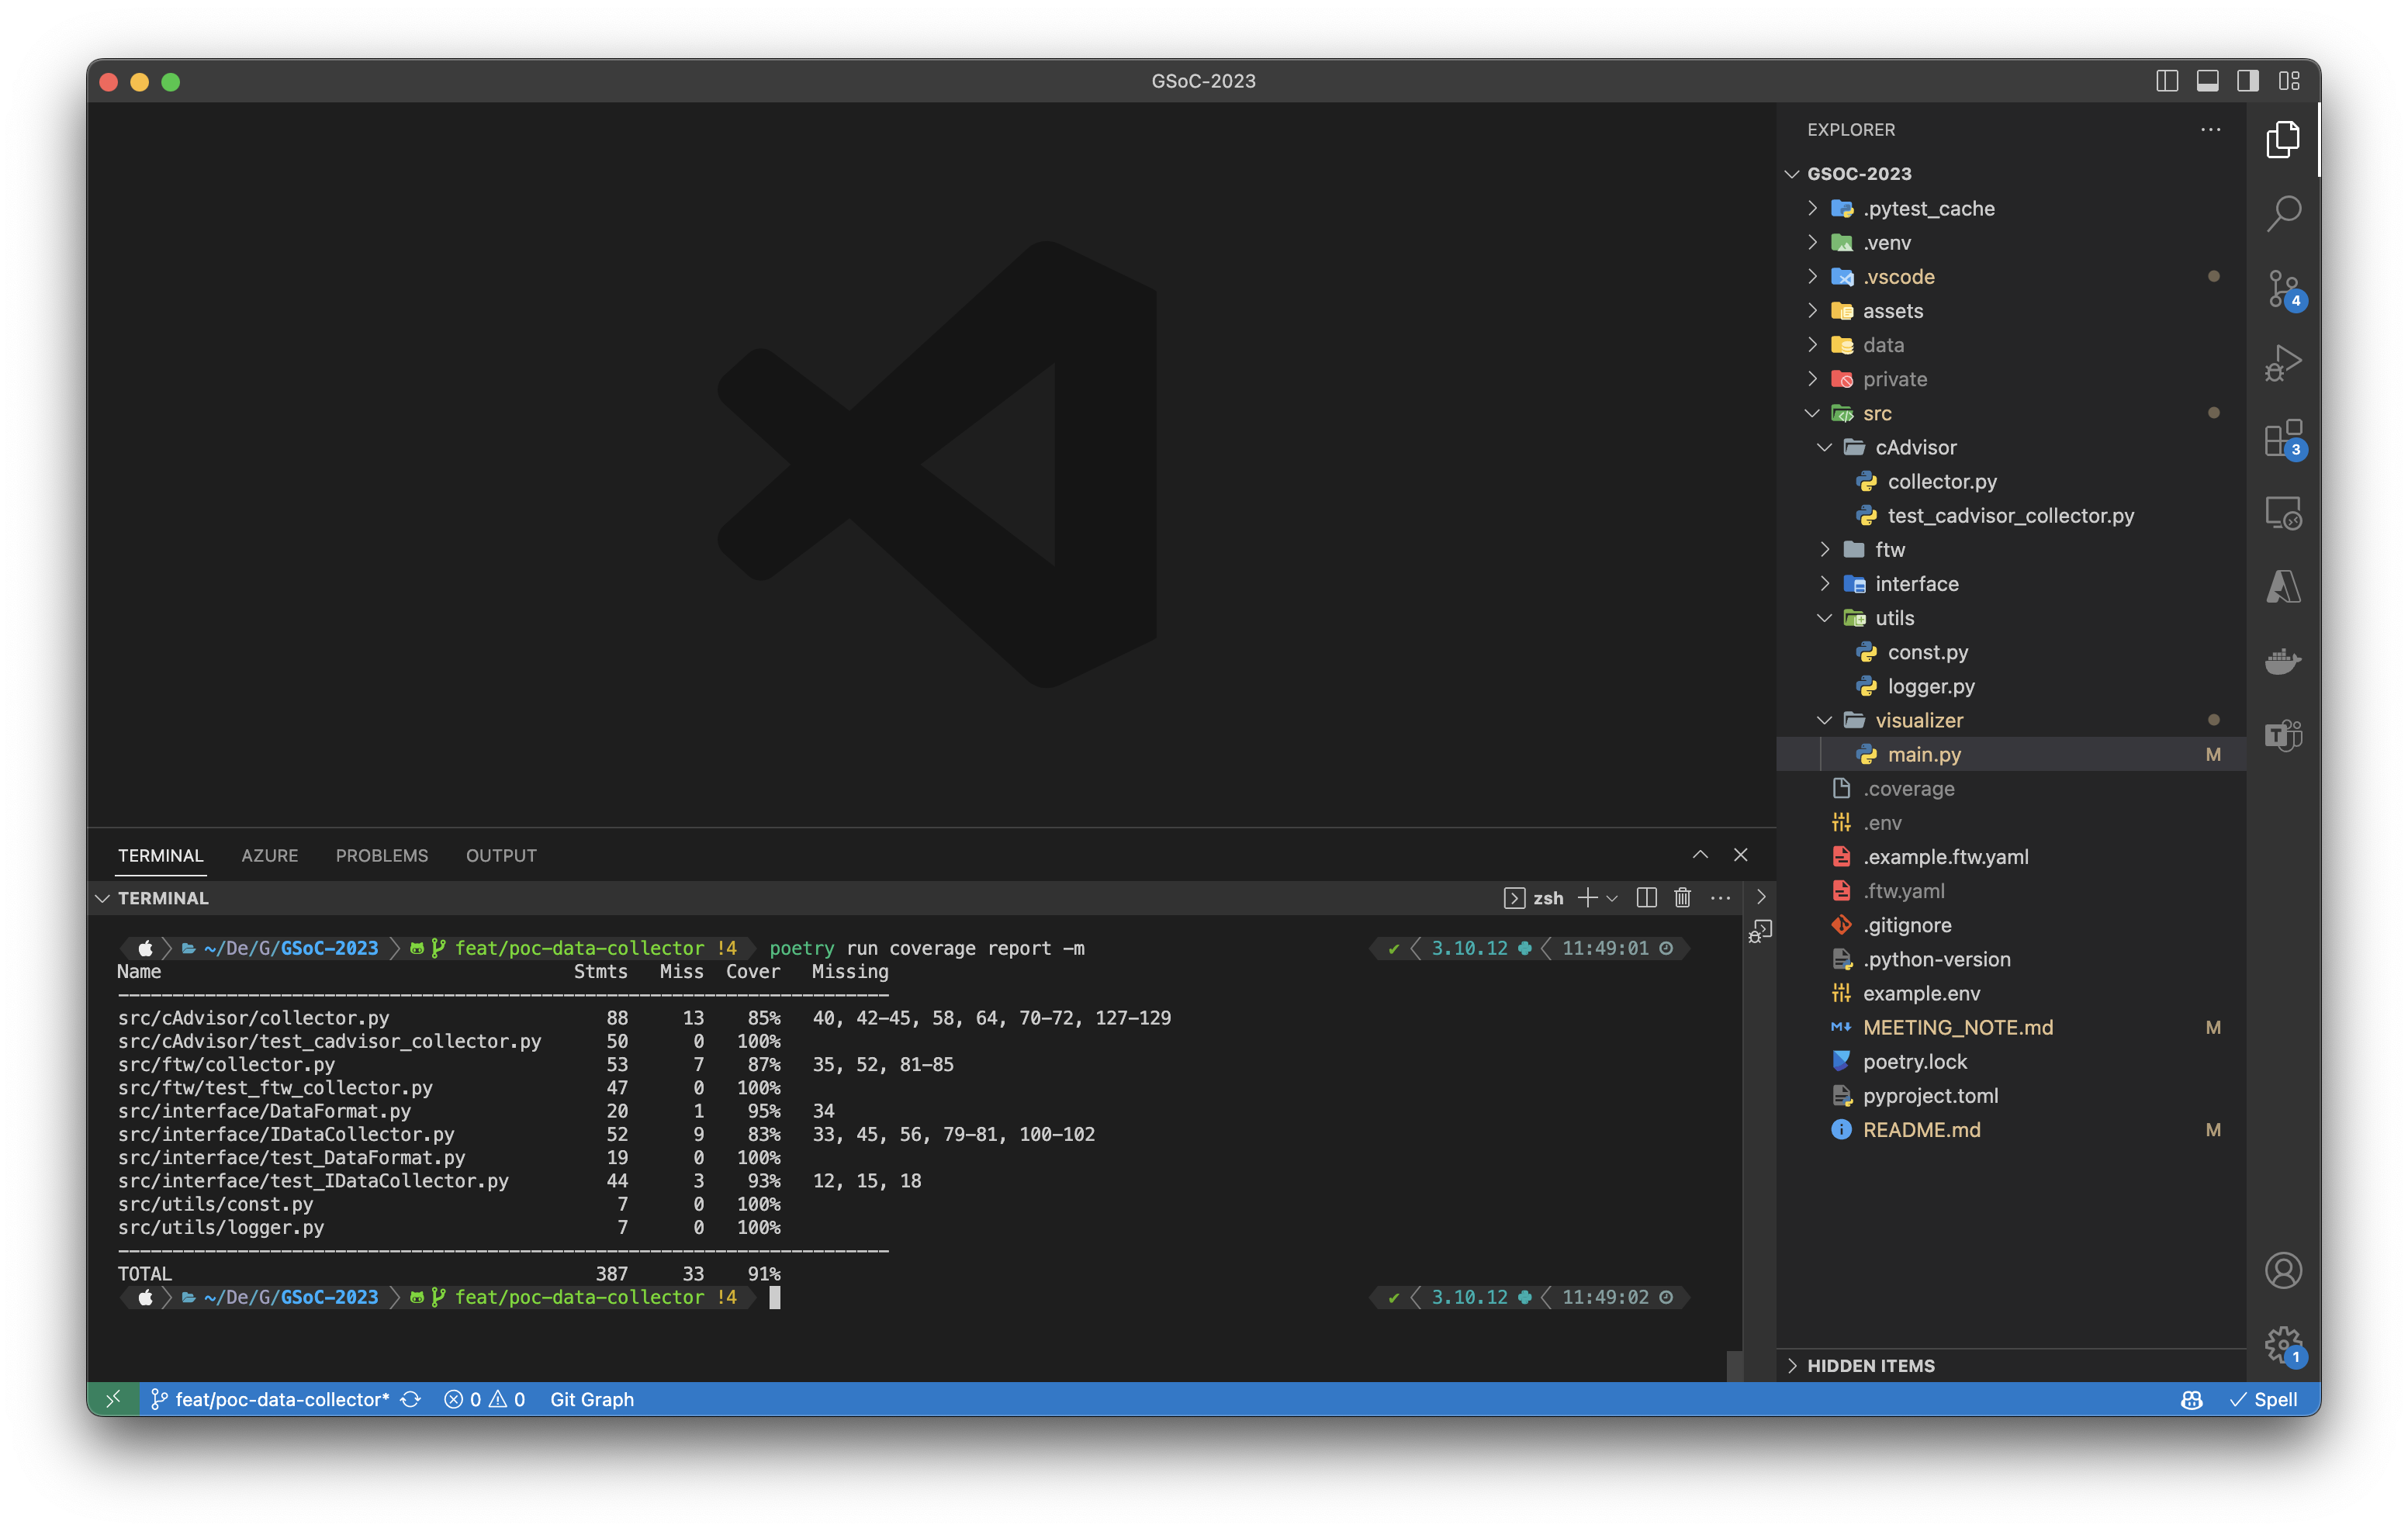 GSoC-2023
EXPLORER
GSOC-2023
.pytest_cache
.venv
.vscode
assets
data
private
src
cAdvisor
collector.py
test_cadvisor_collector.py
ftw
interface
utils
const.py
logger.py
visualizer
main.py M
.coverage
.env
.example.ftw.yaml
.ftw.yaml
.gitignore
.python-version
example.env
MEETING_NOTE.md M
poetry.lock
pyproject.toml
README.md M
HIDDEN ITEMS
4
3
1
TERMINAL AZURE PROBLEMS OUTPUT
TERMINAL zsh
~/De/G/GSoC-2023 feat/poc-data-collector !4 poetry run coverage report -m ✔ 3.10.12 11:49:01
Name Stmts Miss Cover Missing
-----------------------------------------------------------------------
src/cAdvisor/collector.py 88 13 85% 40, 42-45, 58, 64, 70-72, 127-129
src/cAdvisor/test_cadvisor_collector.py 50 0 100%
src/ftw/collector.py 53 7 87% 35, 52, 81-85
src/ftw/test_ftw_collector.py 47 0 100%
src/interface/DataFormat.py 20 1 95% 34
src/interface/IDataCollector.py 52 9 83% 33, 45, 56, 79-81, 100-102
src/interface/test_DataFormat.py 19 0 100%
src/interface/test_IDataCollector.py 44 3 93% 12, 15, 18
src/utils/const.py 7 0 100%
src/utils/logger.py 7 0 100%
-----------------------------------------------------------------------
TOTAL 387 33 91%
~/De/G/GSoC-2023 feat/poc-data-collector !4 ✔ 3.10.12 11:49:02
feat/poc-data-collector* 0 0 Git Graph Spell